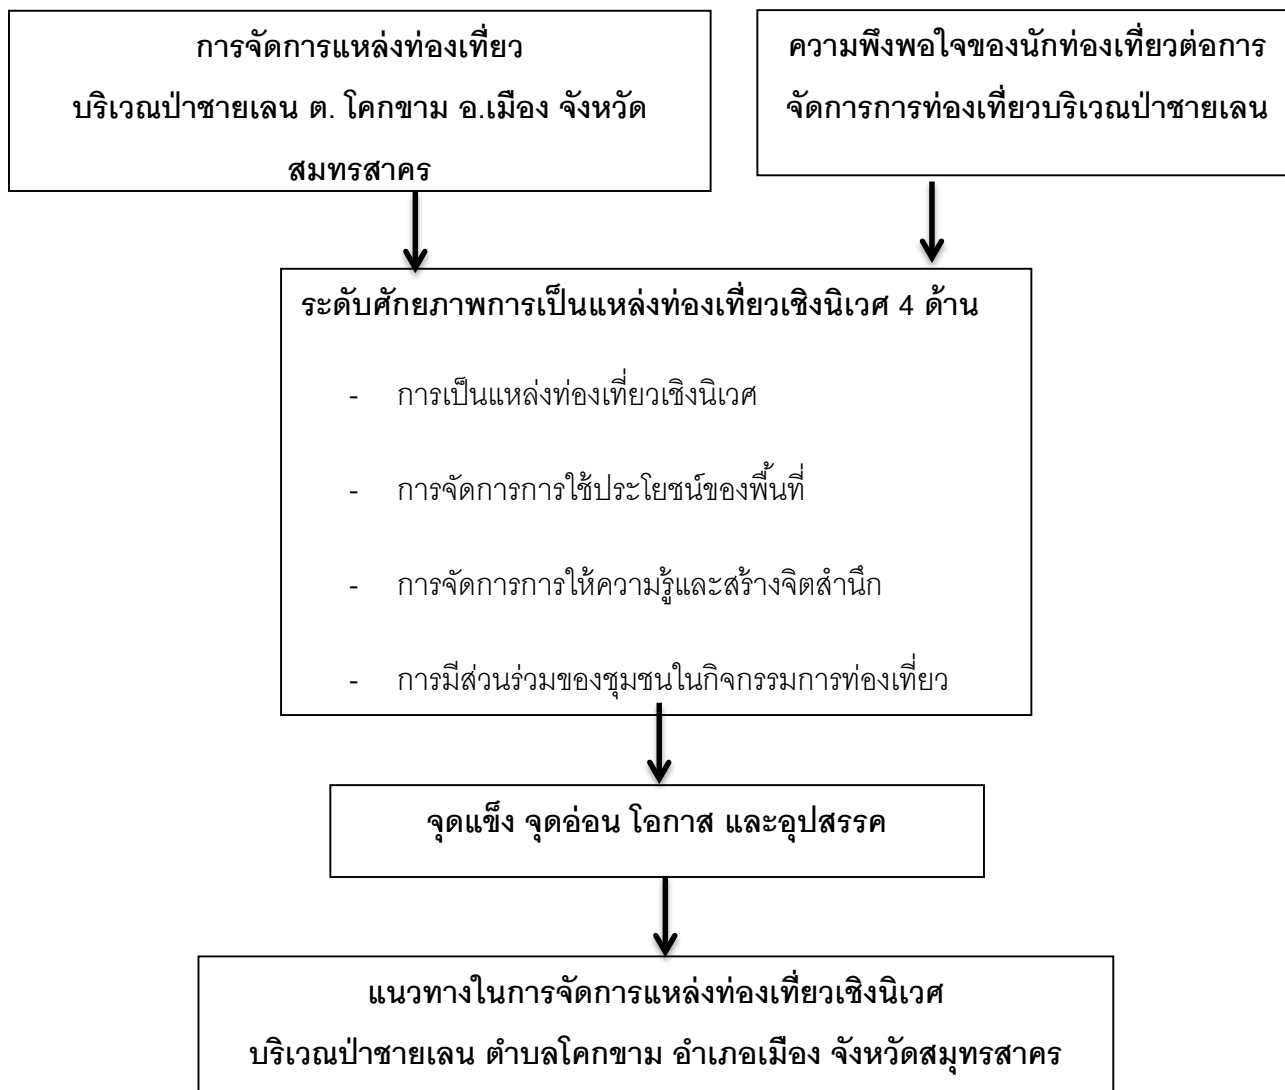 การจัดการแหล่งท่องเที่ยว
บริเวณป่าชายเลน ต. โคกขาม อ.เมือง จังหวัด
สมทรสาคร
ความพึงพอใจของนักท่องเที่ยวต่อการ
จัดการการท่องเที่ยวบริเวณป่าชายเลน
ระดับศักยภาพการเป็นแหล่งท่องเที่ยวเชิงนิเวศ 4 ด้าน
- การเป็นแหล่งท่องเที่ยวเชิงนิเวศ
- การจัดการการใช้ประโยชน์ของพื้นที่
- การจัดการการให้ความรู้และสร้างจิตสำนึก
- การมีส่วนร่วมของชุมชนในกิจกรรมการท่องเที่ยว
จุดแข็ง จุดอ่อน โอกาส และอุปสรรค
แนวทางในการจัดการแหล่งท่องเที่ยวเชิงนิเวศ
บริเวณป่าชายเลน ตำบลโคกขาม อำเภอเมือง จังหวัดสมุทรสาคร